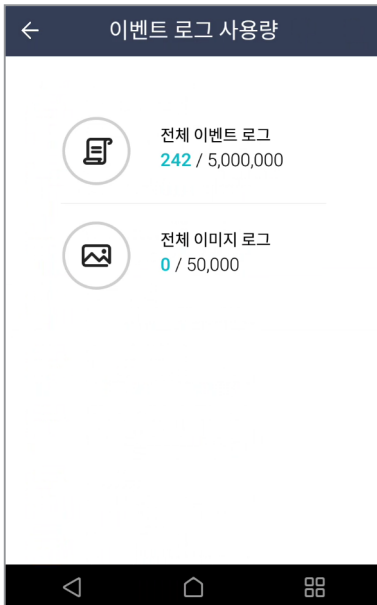 이벤트 로그 사용량
전체 이벤트 로그
242 / 5,000,000
전체 이미지 로그
0 / 50,000